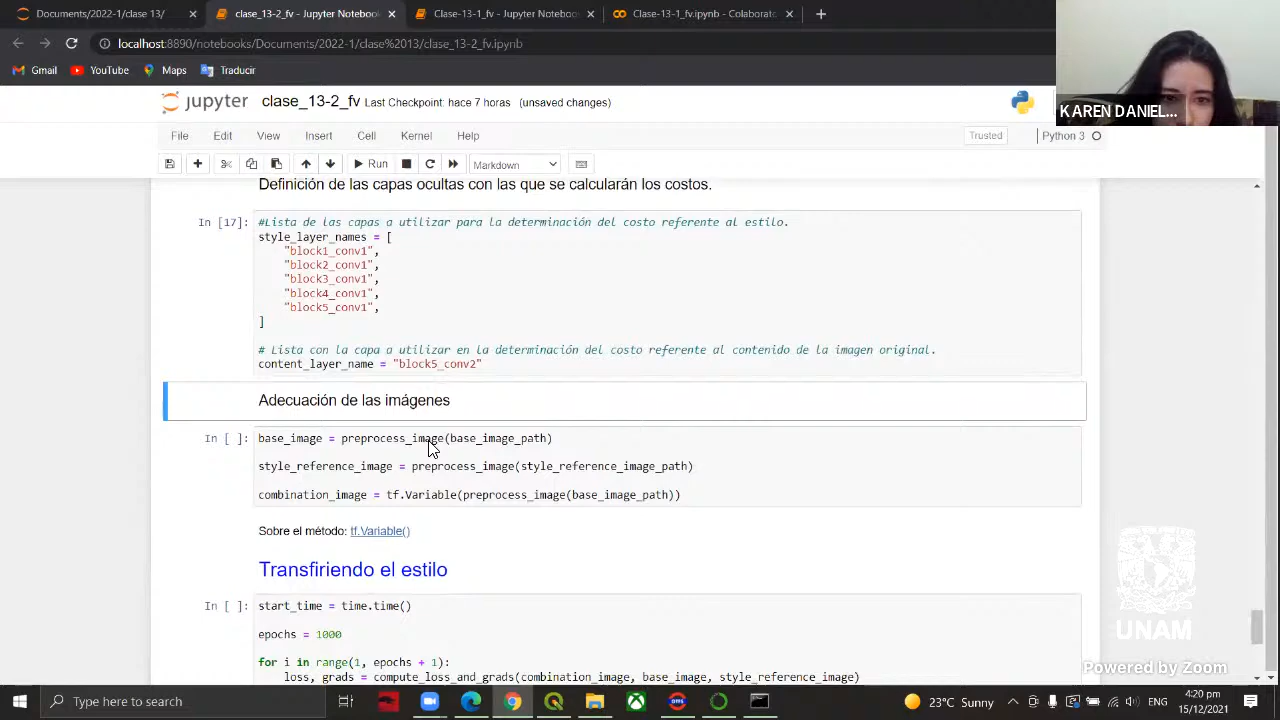 Documents/2022-1/clase 13/
clase_13-2_fv - Jupyter Notebook
Clase-13-1_fv - Jupyter Notebook
Clase-13-1_fv.ipynb - Colaborato
localhost:8890/notebooks/Documents/2022-1/clase%2013/clase_13-2_fv.ipynb
Gmail
YouTube
Maps
Traducir
KAREN DANIEL...
jupyter
clase_13-2_fv Last Checkpoint: hace 7 horas (unsaved changes)
File Edit View Insert Cell Kernel Help
Trusted
Python 3
Run
Markdown
Definición de las capas ocultas con las que se calcularán los costos.
In [17]:
#Lista de las capas a utilizar para la determinación del costo referente al estilo.
style_layer_names = [
"block1_conv1",
"block2_conv1",
"block3_conv1",
"block4_conv1",
"block5_conv1",
]
# Lista con la capa a utilizar en la determinación del costo referente al contenido de la imagen original.
content_layer_name = "block5_conv2"
Adecuación de las imágenes
In [ ]:
base_image = preprocess_image(base_image_path)
style_reference_image = preprocess_image(style_reference_image_path)
combination_image = tf.Variable(preprocess_image(base_image_path))
Sobre el método: tf.Variable()
Transfiriendo el estilo
In [ ]:
start_time = time.time()
epochs = 1000
for i in range(1, epochs + 1):
loss, grads = compute_loss_and_grads(combination_image, base_image, style_reference_image)
UNAM
Powered by Zoom
Type here to search
23°C Sunny
ENG
4:20 pm
15/12/2021